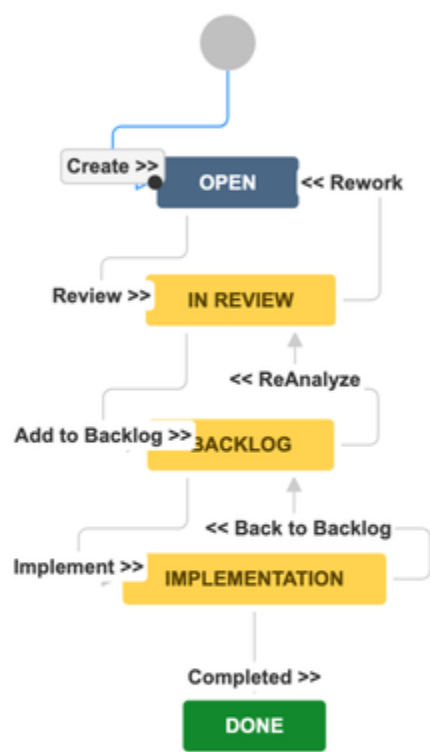 Create >>
OPEN
<< Rework
Review >>
IN REVIEW
<< ReAnalyze
Add to Backlog >>
BACKLOG
<< Back to Backlog
Implement >>
IMPLEMENTATION
Completed >>
DONE